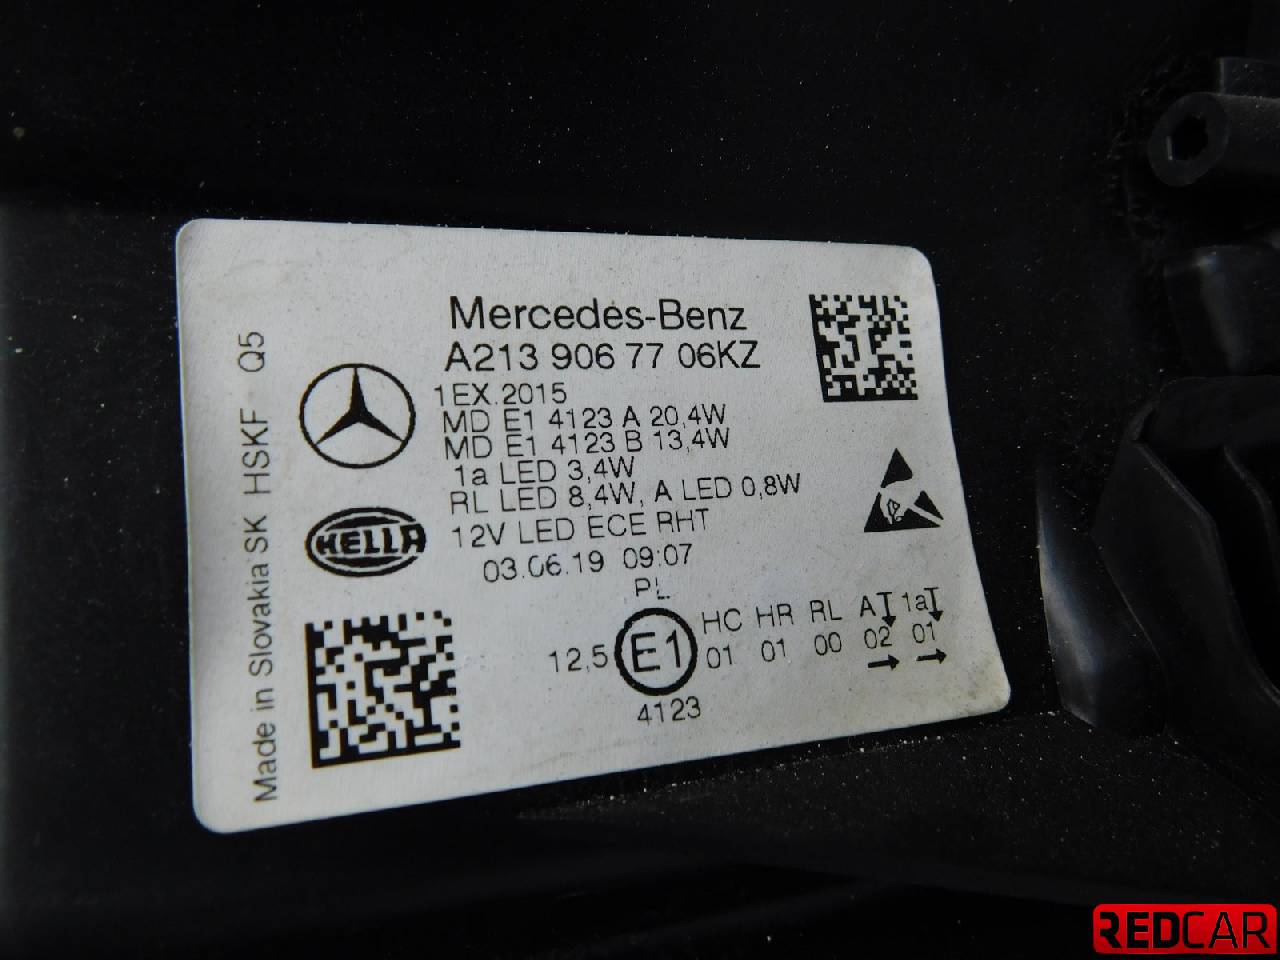 Mercedes-Benz
A213 906 77 06KZ
1EX.2015
MD E1 4123 A 20,4W
MD E1 4123 B 13,4W
1a LED 3,4W
RL LED 8,4W, A LED 0,8W
12V LED ECE RHT
03.06.19 09:07
PL
HELLA
12,5 E1 HC HR RL A 1a
01 01 00 02 01
4123
Made in Slovakia SK HSKF Q5
REDCAR